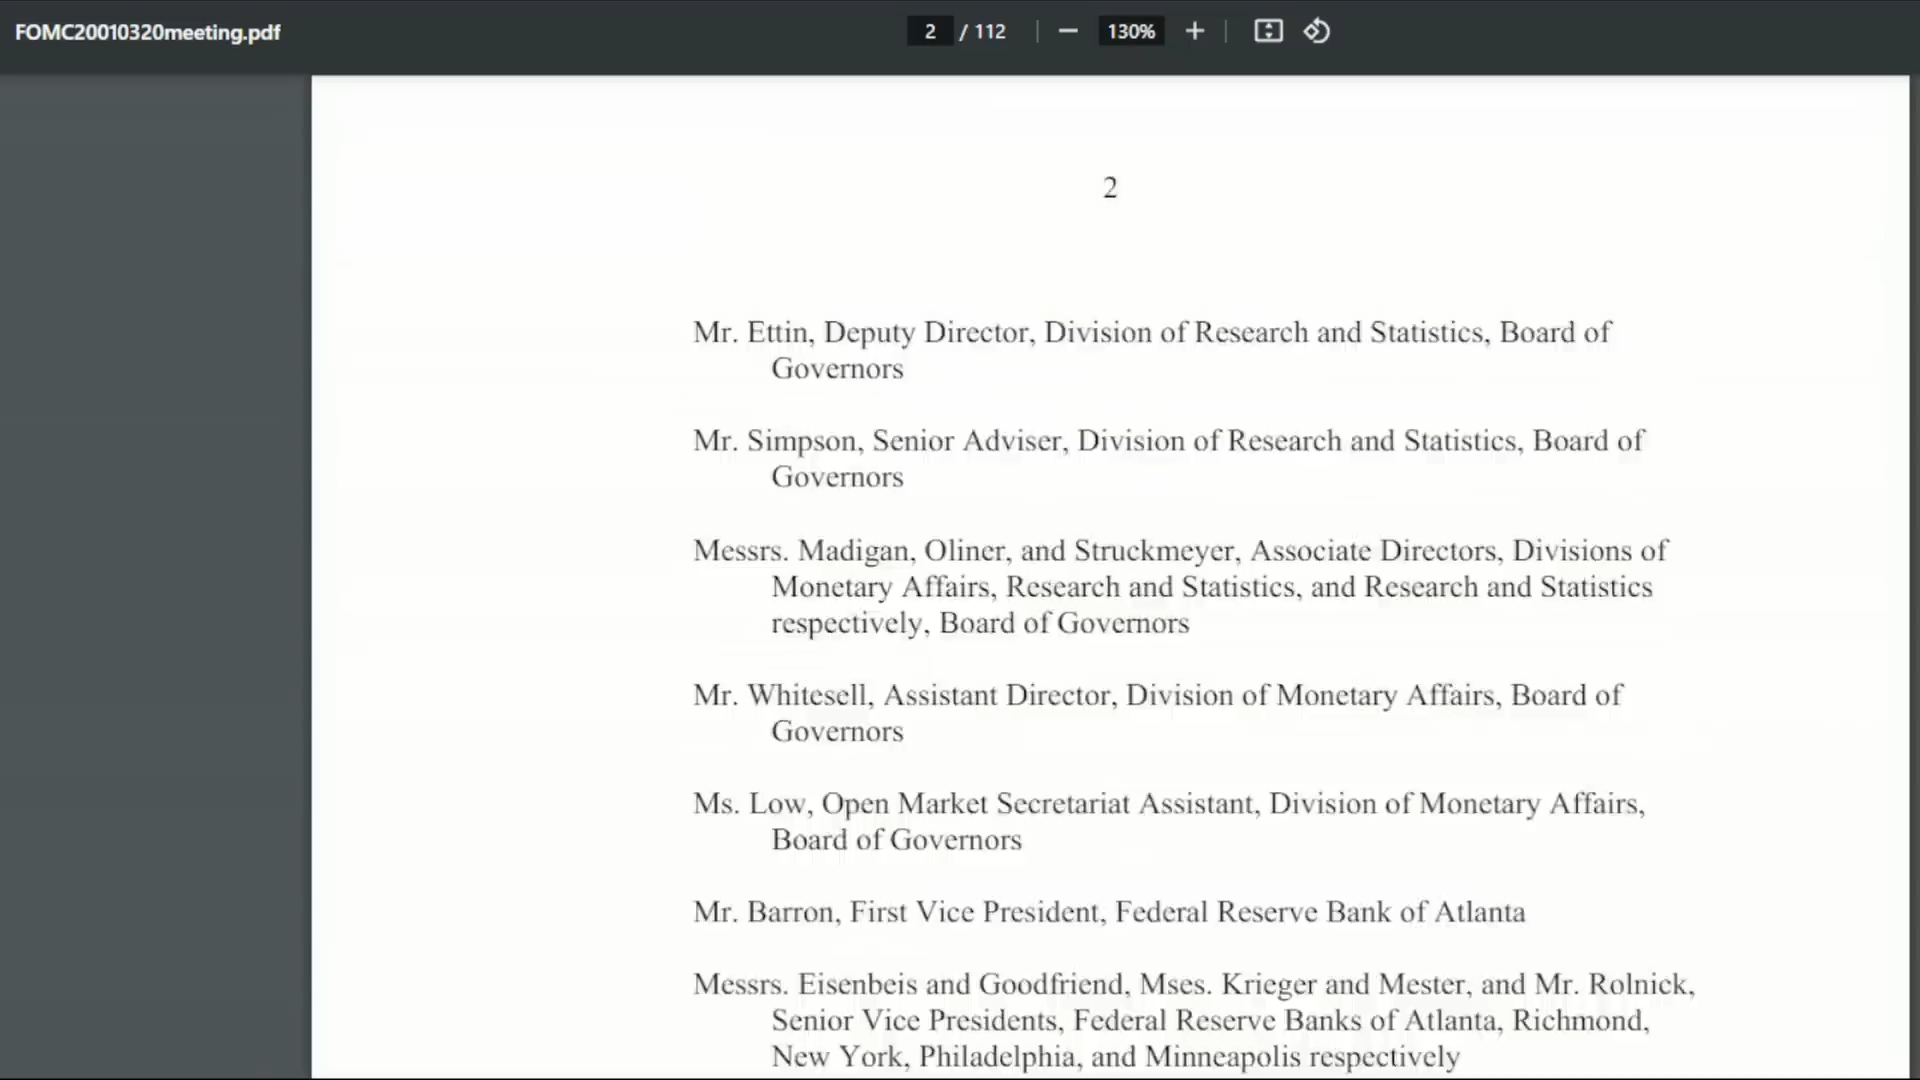 FOMC20010320meeting.pdf
2 / 112
130%
2
Mr. Ettin, Deputy Director, Division of Research and Statistics, Board of
Governors
Mr. Simpson, Senior Adviser, Division of Research and Statistics, Board of
Governors
Messrs. Madigan, Oliner, and Struckmeyer, Associate Directors, Divisions of
Monetary Affairs, Research and Statistics, and Research and Statistics
respectively, Board of Governors
Mr. Whitesell, Assistant Director, Division of Monetary Affairs, Board of
Governors
Ms. Low, Open Market Secretariat Assistant, Division of Monetary Affairs,
Board of Governors
Mr. Barron, First Vice President, Federal Reserve Bank of Atlanta
Messrs. Eisenbeis and Goodfriend, Mses. Krieger and Mester, and Mr. Rolnick,
Senior Vice Presidents, Federal Reserve Banks of Atlanta, Richmond,
New York, Philadelphia, and Minneapolis respectively